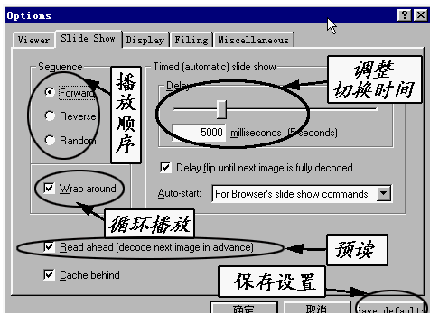 Options
Viewer Slide Show Display Filing Miscellaneous
Sequence
Forward
Reverse
Random
播放顺序
Timed (automatic) slide show
Delay
调整
切换时间
5000 milliseconds (5 seconds)
Delay flip until next image is fully decoded
Wrap around
Auto-start: For Browser's slide show commands
循环播放
Read ahead (decode next image in advance)
预读
Cache behind
保存设置
确定 取消 Save defaults